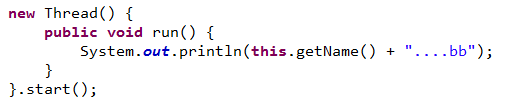 new Thread() {
    public void run() {
        System.out.println(this.getName() + "....bb");
    }
}.start();